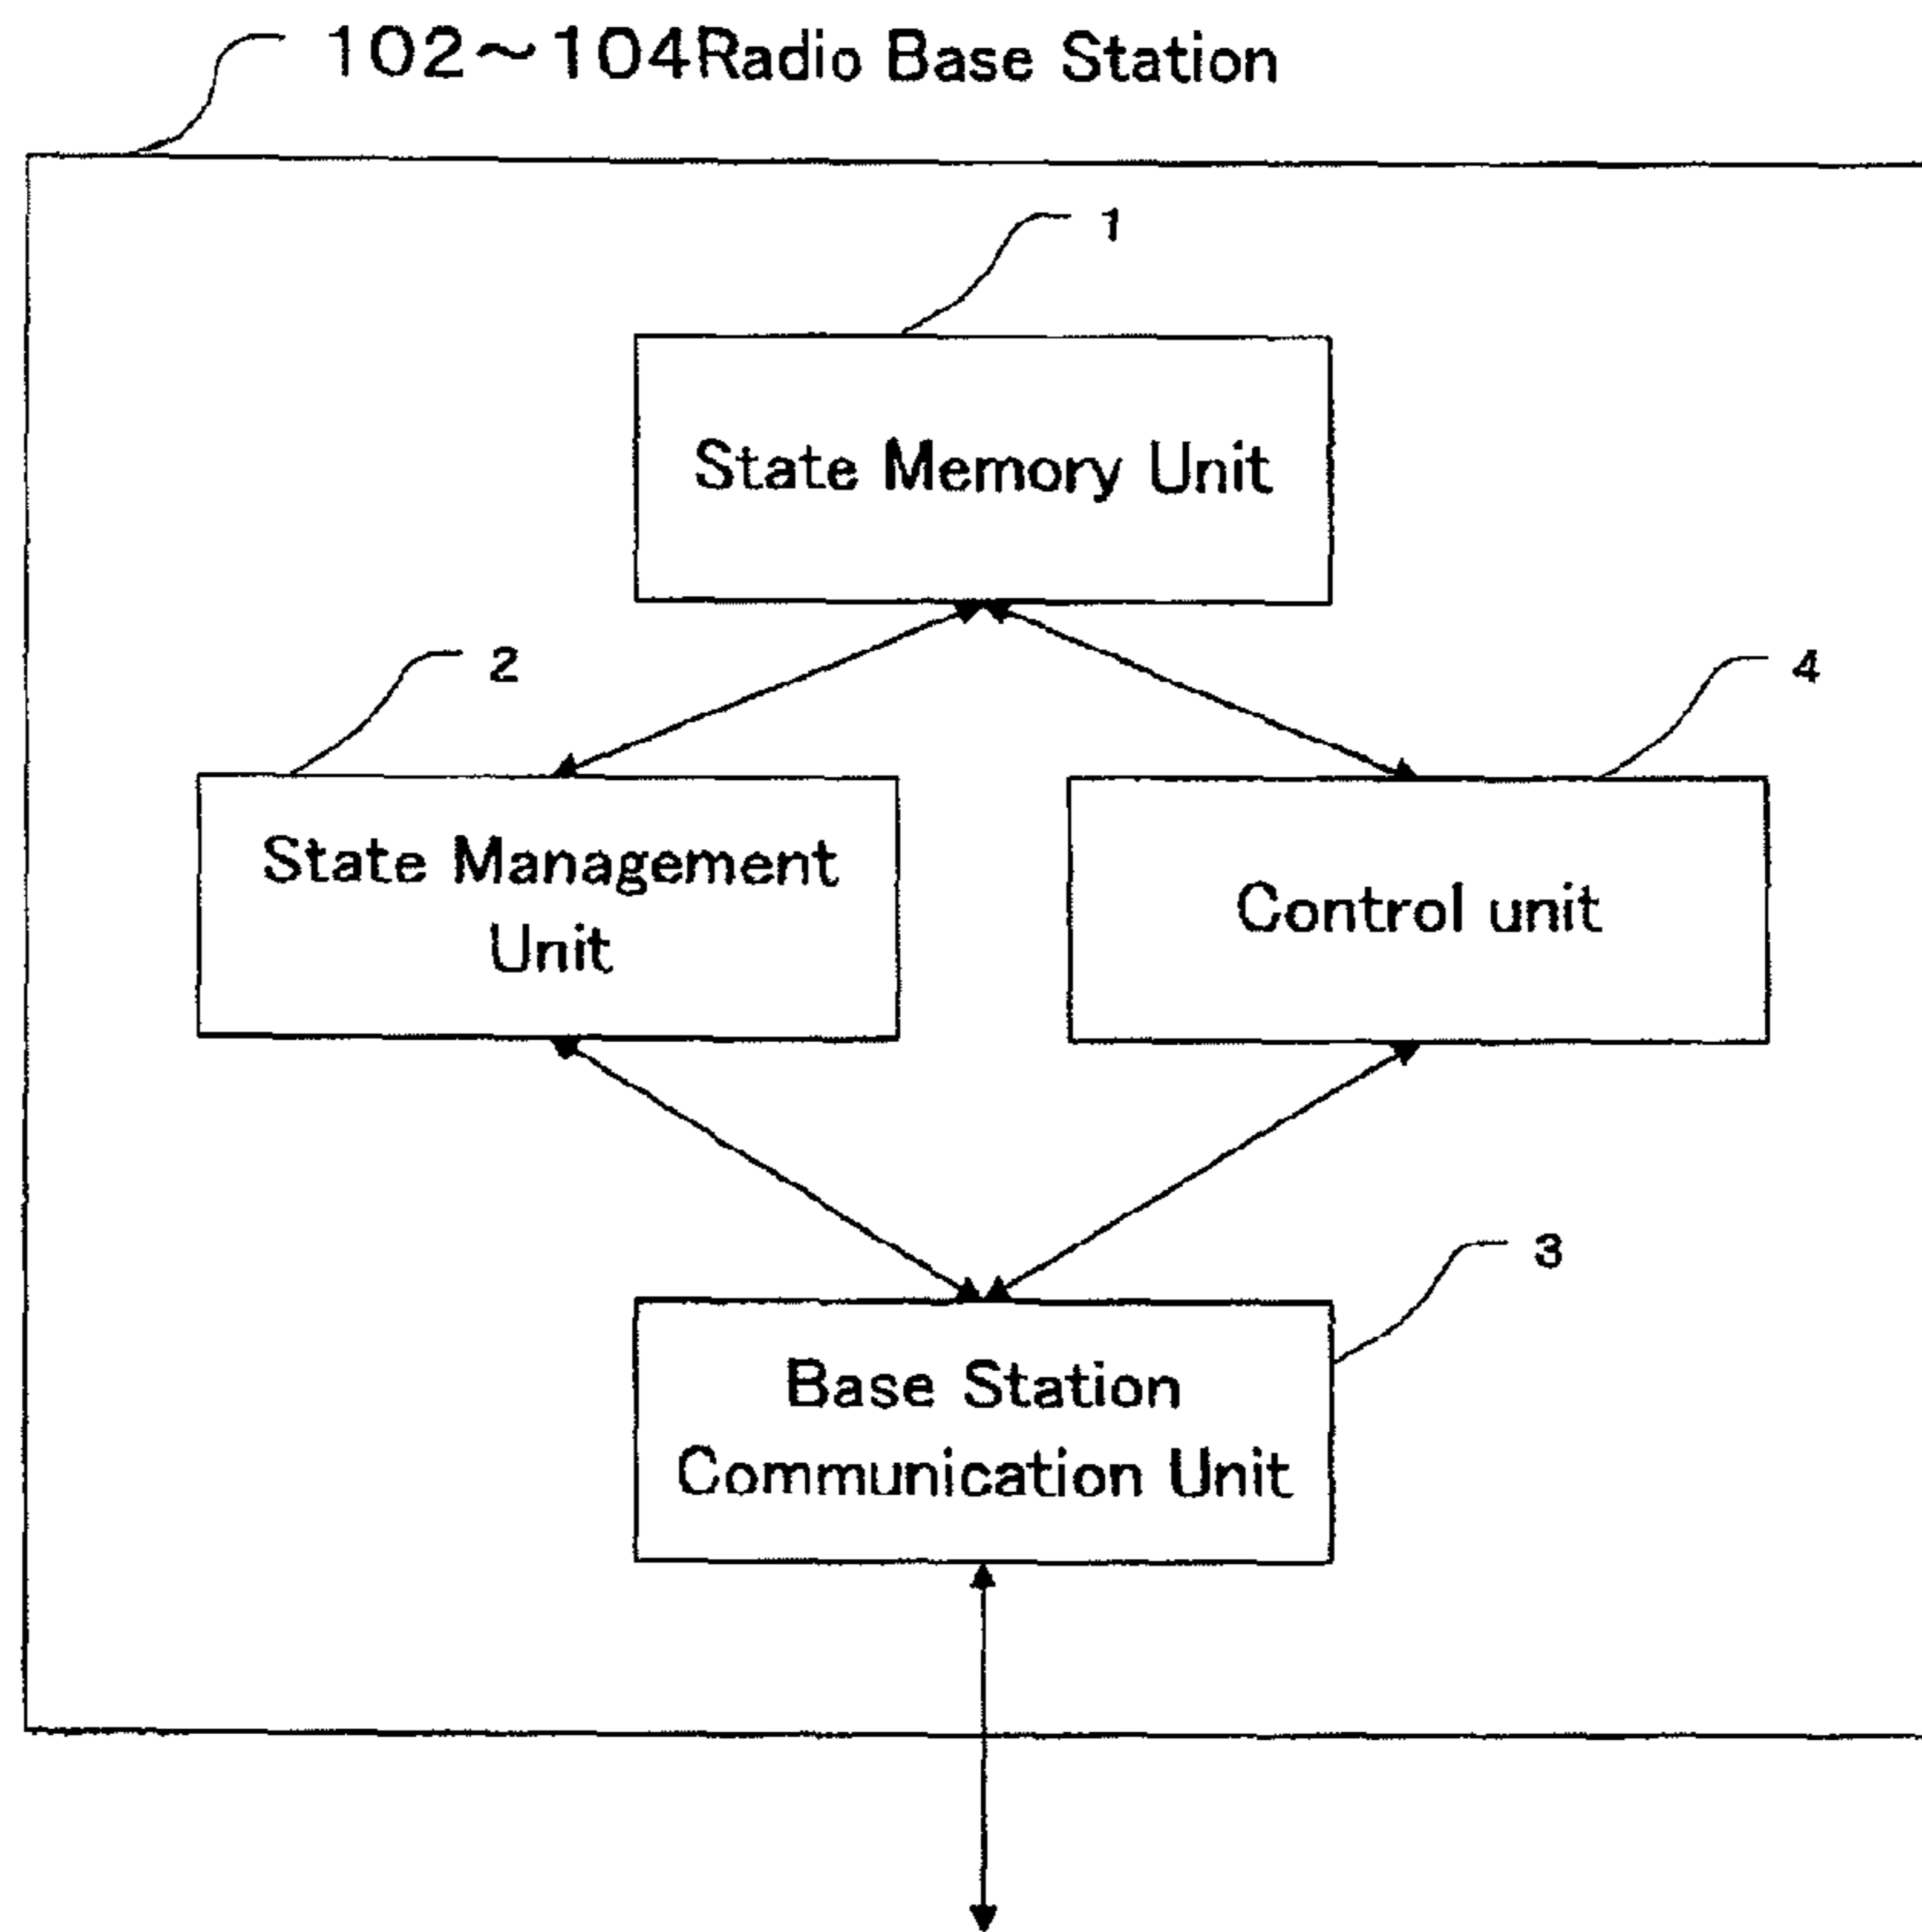 102～104Radio Base Station
1
State Memory Unit
2
4
State Management
Unit
Control unit
3
Base Station
Communication Unit